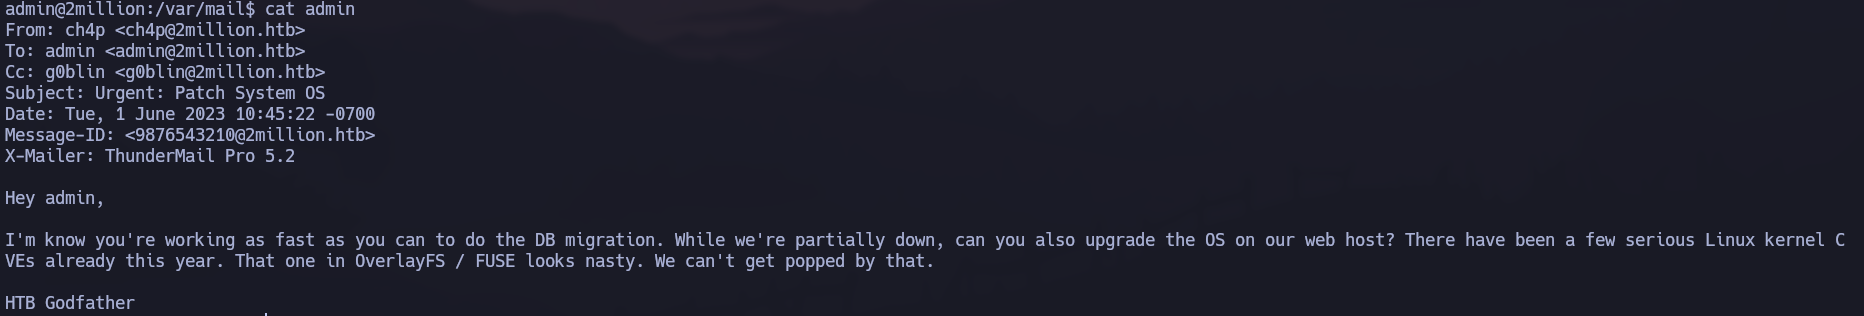 admin@2million:/var/mail$ cat admin
From: ch4p <ch4p@2million.htb>
To: admin <admin@2million.htb>
Cc: g0blin <g0blin@2million.htb>
Subject: Urgent: Patch System OS
Date: Tue, 1 June 2023 10:45:22 -0700
Message-ID: <9876543210@2million.htb>
X-Mailer: ThunderMail Pro 5.2
Hey admin,
I'm know you're working as fast as you can to do the DB migration. While we're partially down, can you also upgrade the OS on our web host? There have been a few serious Linux kernel C
VEs already this year. That one in OverlayFS / FUSE looks nasty. We can't get popped by that.
HTB Godfather